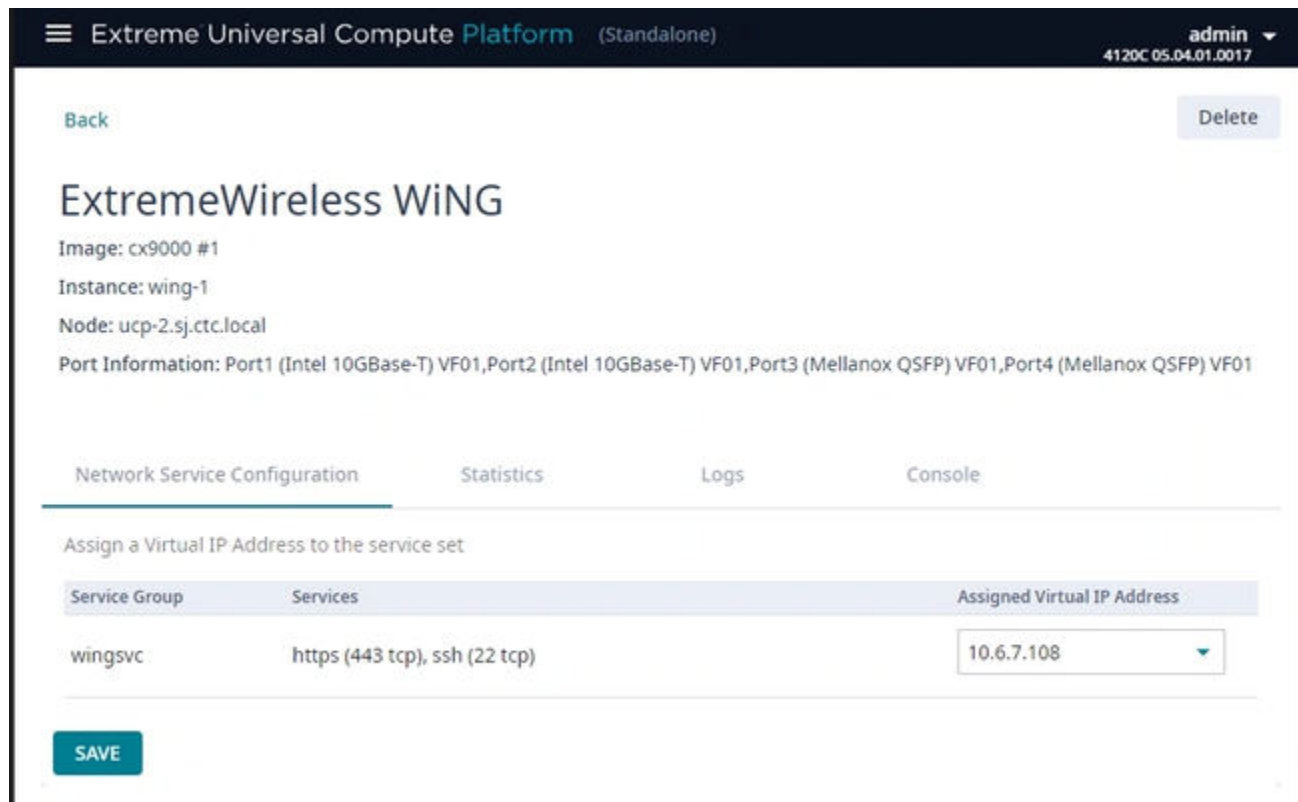 Extreme Universal Compute Platform (Standalone)
admin
4120C 05.04.01.0017
Back
Delete
ExtremeWireless WiNG
Image: cx9000 #1
Instance: wing-1
Node: ucp-2.sj.ctc.local
Port Information: Port1 (Intel 10GBase-T) VF01,Port2 (Intel 10GBase-T) VF01,Port3 (Mellanox QSFP) VF01,Port4 (Mellanox QSFP) VF01
Network Service Configuration Statistics Logs Console
Assign a Virtual IP Address to the service set
Service Group Services Assigned Virtual IP Address
wingsvc https (443 tcp), ssh (22 tcp) 10.6.7.108
SAVE